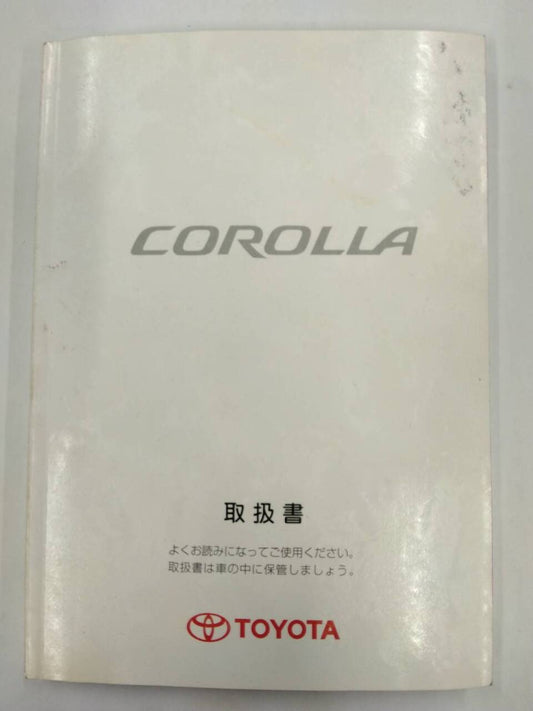 COROLLA
取扱書
よくお読みになってご使用ください。
取扱書は車の中に保管しましょう。
TOYOTA